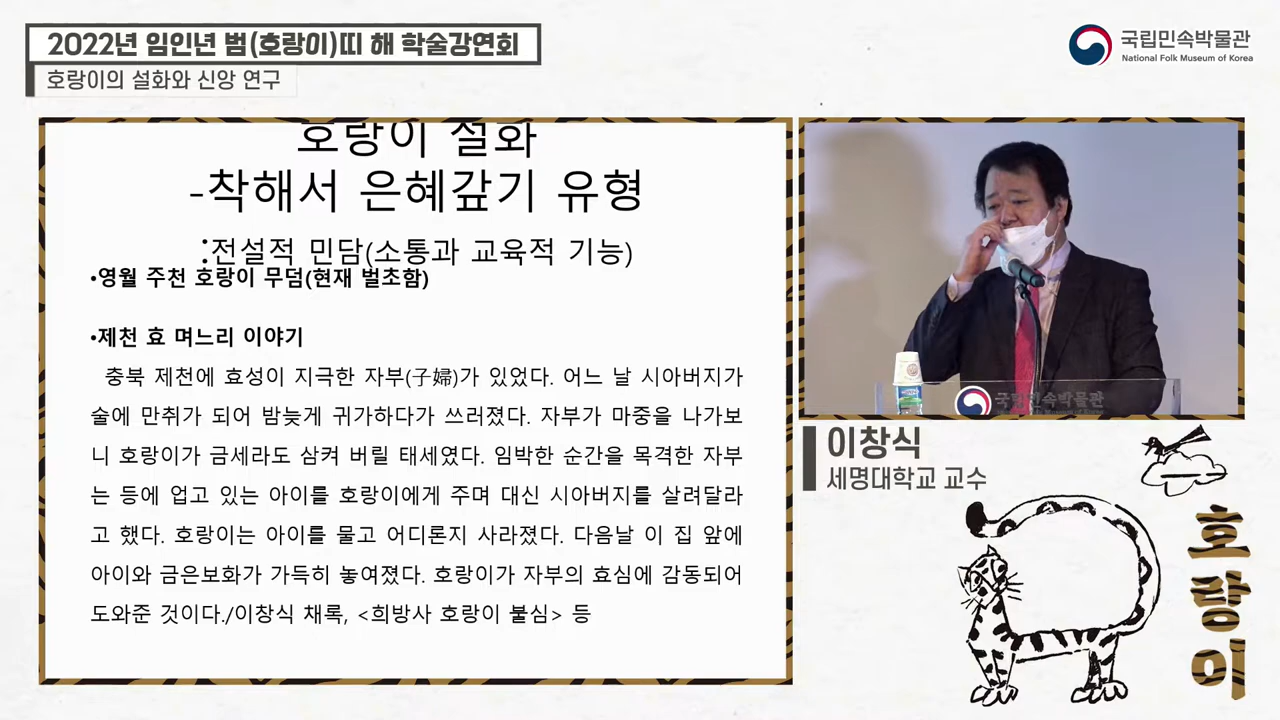 2022년 임인년 범(호랑이)띠 해 학술강연회
호랑이의 설화와 신앙 연구
국립민속박물관
National Folk Museum of Korea
호랑이 설화
-착해서 은혜갚기 유형
:전설적 민담(소통과 교육적 기능)
•영월 주천 호랑이 무덤(현재 벌초함)
•제천 효 며느리 이야기
충북 제천에 효성이 지극한 자부(子婦)가 있었다. 어느 날 시아버지가
술에 만취가 되어 밤늦게 귀가하다가 쓰러졌다. 자부가 마중을 나가보
니 호랑이가 금세라도 삼켜 버릴 태세였다. 임박한 순간을 목격한 자부
는 등에 업고 있는 아이를 호랑이에게 주며 대신 시아버지를 살려달라
고 했다. 호랑이는 아이를 물고 어디론지 사라졌다. 다음날 이 집 앞에
아이와 금은보화가 가득히 놓여졌다. 호랑이가 자부의 효심에 감동되어
도와준 것이다./이창식 채록, <희방사 호랑이 불심> 등
국립민속박물관
이창식
세명대학교 교수
호랑이